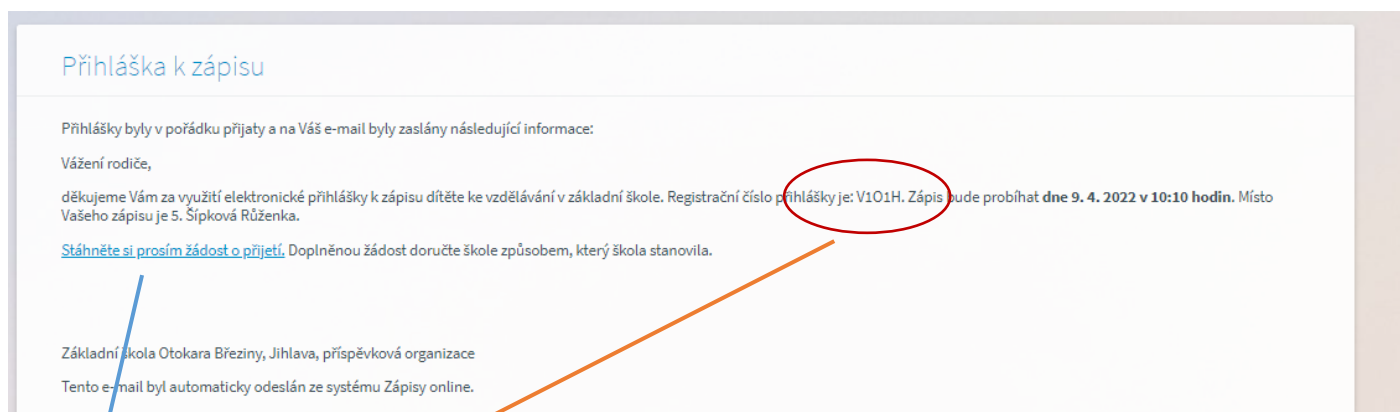 Přihláška k zápisu
Přihlášky byly v pořádku přijaty a na Váš e-mail byly zaslány následující informace:
Vážení rodiče,
děkujeme Vám za využití elektronické přihlášky k zápisu dítěte ke vzdělávání v základní škole. Registrační číslo přihlášky je: V1O1H. Zápis bude probíhat dne 9. 4. 2022 v 10:10 hodin. Místo
Vašeho zápisu je 5. Šípková Růženka.
Stáhněte si prosím žádost o přijetí. Doplněnou žádost doručte škole způsobem, který škola stanovila.
Základní škola Otokara Březiny, Jihlava, příspěvková organizace
Tento e-mail byl automaticky odeslán ze systému Zápisy online.